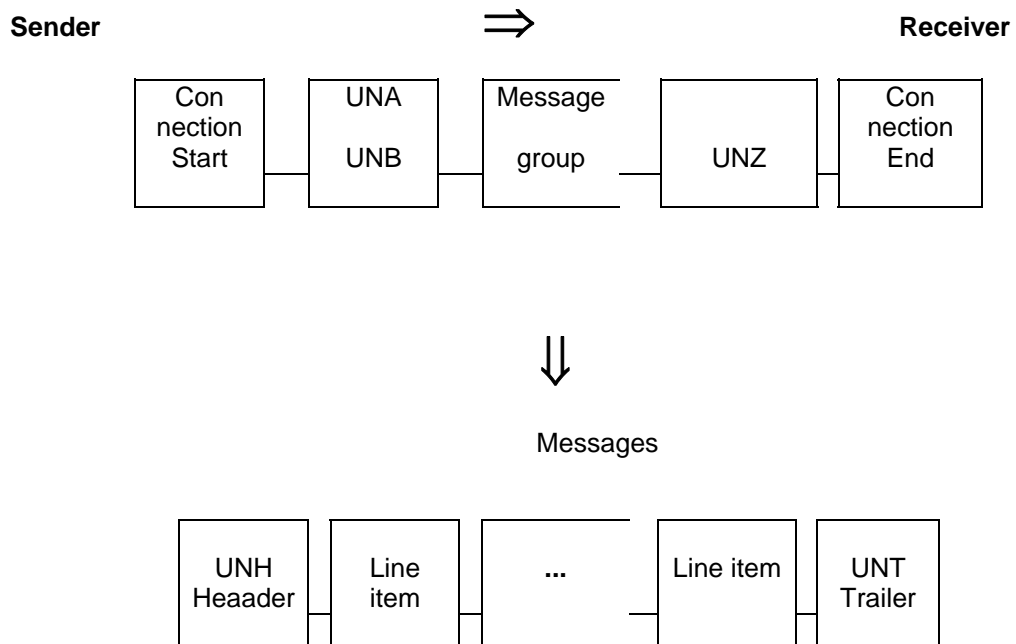 Sender ⇒ Receiver
Con
nection
Start
UNA
UNB
Message
group
UNZ
Con
nection
End
⇓
Messages
UNH
Heaader
Line
item
...
Line item
UNT
Trailer